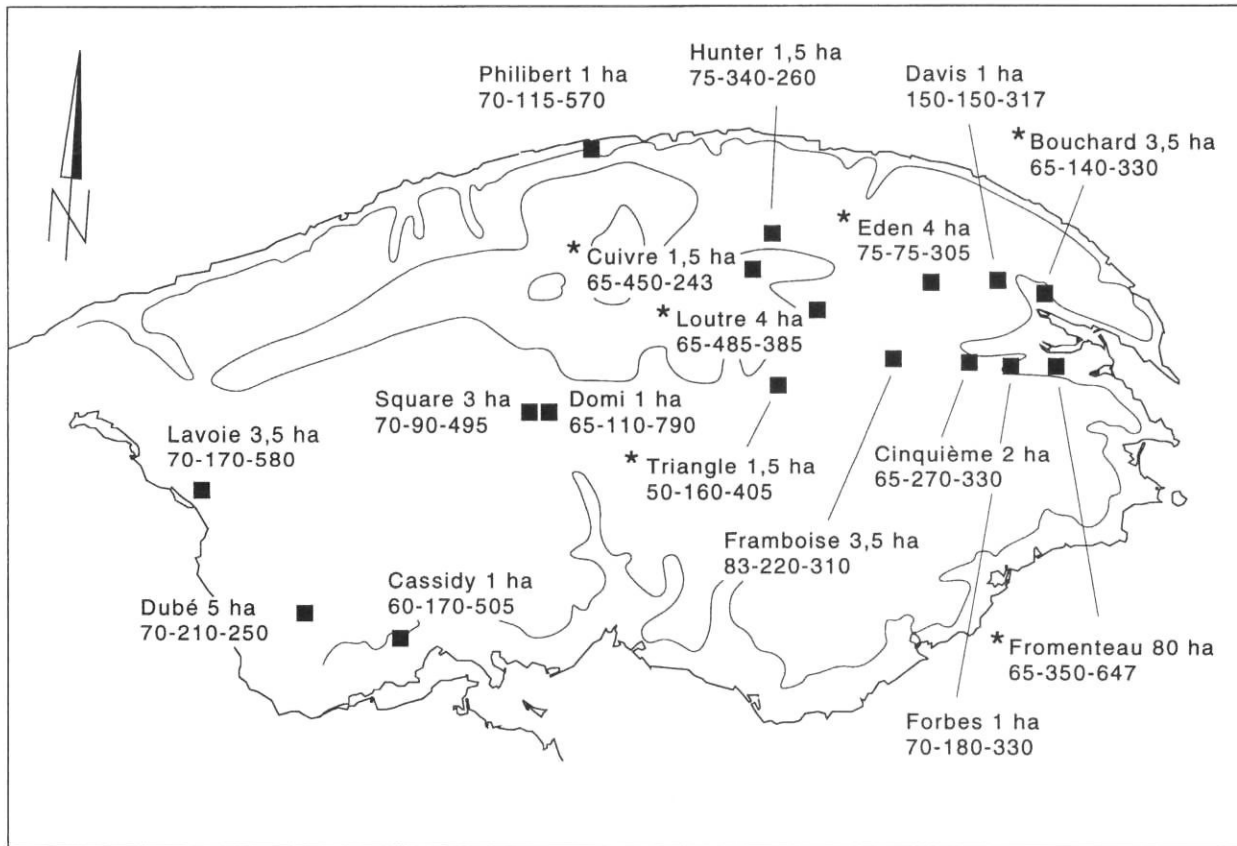 Hunter 1,5 ha
75-340-260
Philibert 1 ha
70-115-570
Davis 1 ha
150-150-317
* Bouchard 3,5 ha
65-140-330
N
* Eden 4 ha
75-75-305
* Cuivre 1,5 ha
65-450-243
* Loutre 4 ha
65-485-385
Square 3 ha
70-90-495
Domi 1 ha
65-110-790
Lavoie 3,5 ha
70-170-580
* Triangle 1,5 ha
50-160-405
Cinquième 2 ha
65-270-330
Framboise 3,5 ha
83-220-310
Cassidy 1 ha
60-170-505
Dubé 5 ha
70-210-250
* Fromenteau 80 ha
65-350-647
Forbes 1 ha
70-180-330